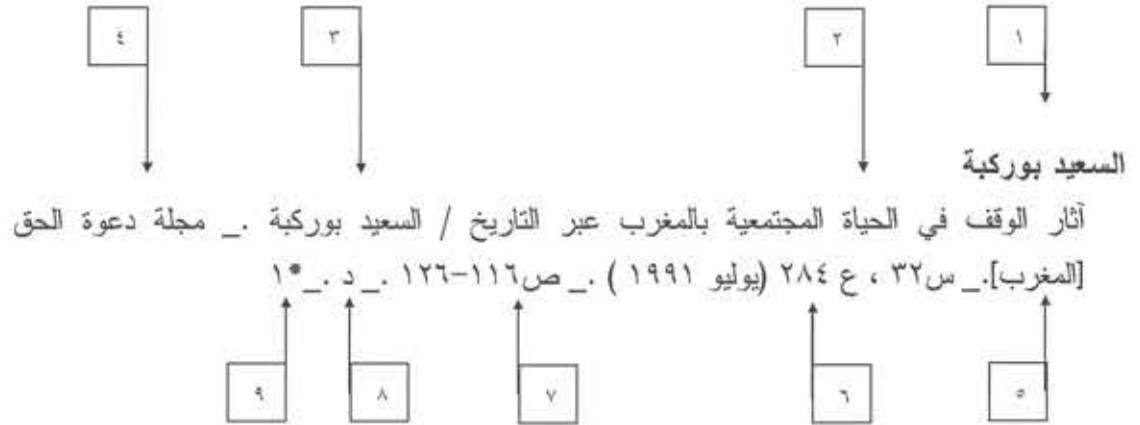 ١ ٢ ٣ ٤
السعيد بوركبة
آثار الوقف في الحياة المجتمعية بالمغرب عبر التاريخ / السعيد بوركبة ._ مجلة دعوة الحق
[المغرب]._ س٣٢ ، ع ٢٨٤ (يوليو ١٩٩١ ) ._ ص١١٦-١٢٦ ._ د ._*١
٥ ٦ ٧ ٨ ٩